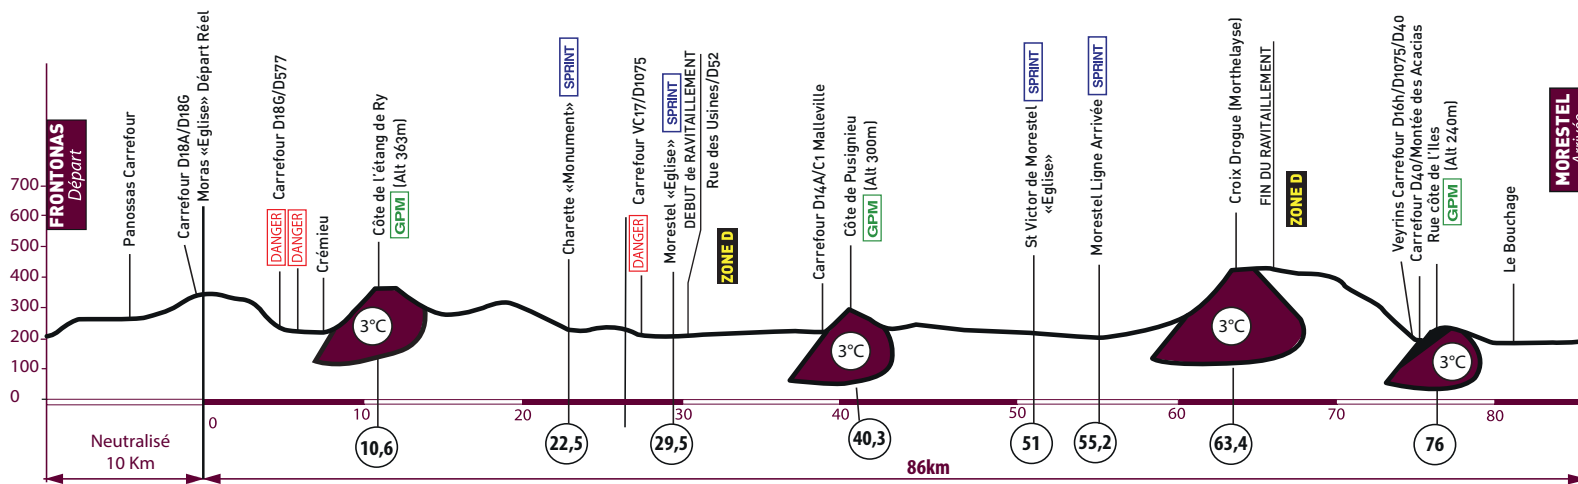 FRONTONAS
Départ
Panossas Carrefour
Carrefour D18A/D18G
Moras «Eglise» Départ Réel
DANGER
Carrefour D18G/D577
DANGER
Crémieu
Côte de l'étang de Ry
GPM (Alt 363m)
Charette «Monument» SPRINT
DANGER
Carrefour VC17/D1075
Morestel «Eglise» SPRINT
DEBUT de RAVITAILLEMENT
Rue des Usines/D52
ZONE D
Carrefour D14A/C1 Malleville
Côte de Pusignieu
GPM (Alt 300m)
St Victor de Morestel SPRINT
«Eglise»
Morestel Ligne Arrivée SPRINT
Croix Drogue (Morthelayse)
FIN DU RAVITAILLEMENT
ZONE D
Veyrins Carrefour D16h/D1075/D40
Carrefour D40/Montée des Acacias
Rue côte de l'Iles
GPM (Alt 240m)
Le Bouchage
MORESTEL
700
600
500
400
300
200
100
0
3°C
3°C
3°C
3°C
0
10
20
30
40
50
60
70
80
10,6
22,5
29,5
40,3
51
55,2
63,4
76
Neutralisé
10 Km
86km